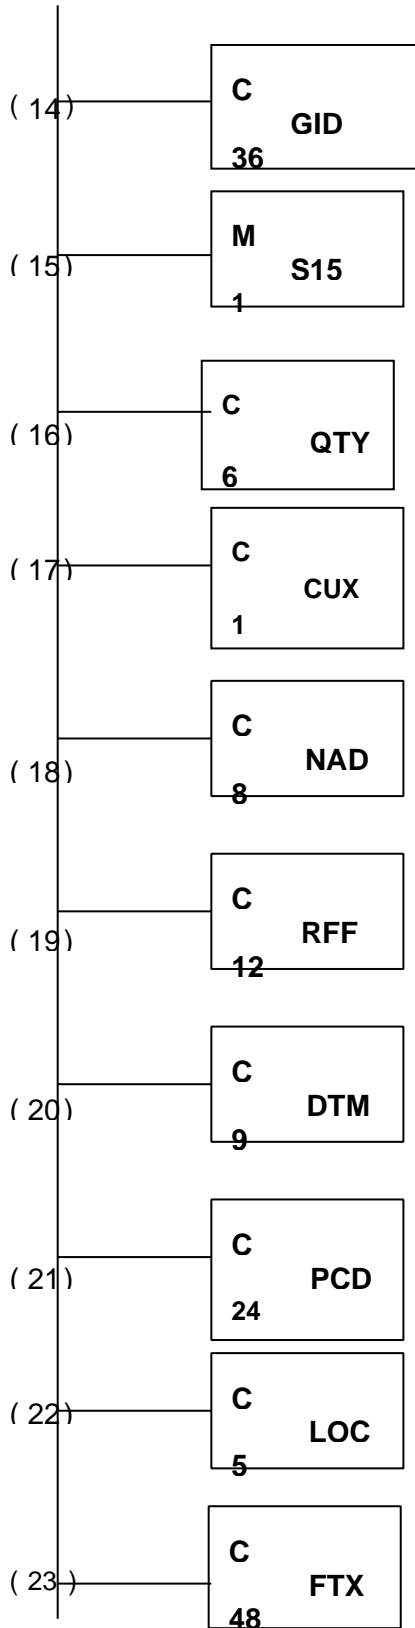 ( 14)
C
GID
36
( 15)
M
S15
1
( 16)
C
QTY
6
( 17)
C
CUX
1
( 18)
C
NAD
8
( 19)
C
RFF
12
( 20)
C
DTM
9
( 21)
C
PCD
24
( 22)
C
LOC
5
( 23 )
C
FTX
48